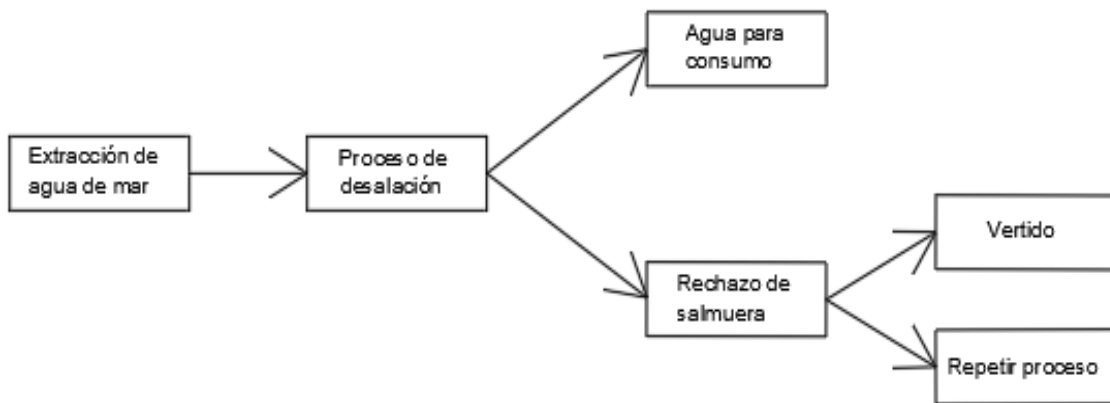 Agua para
consumo
Extracción de
agua de mar
Proceso de
desalación
Vertido
Rechazo de
salmuera
Repetir proceso